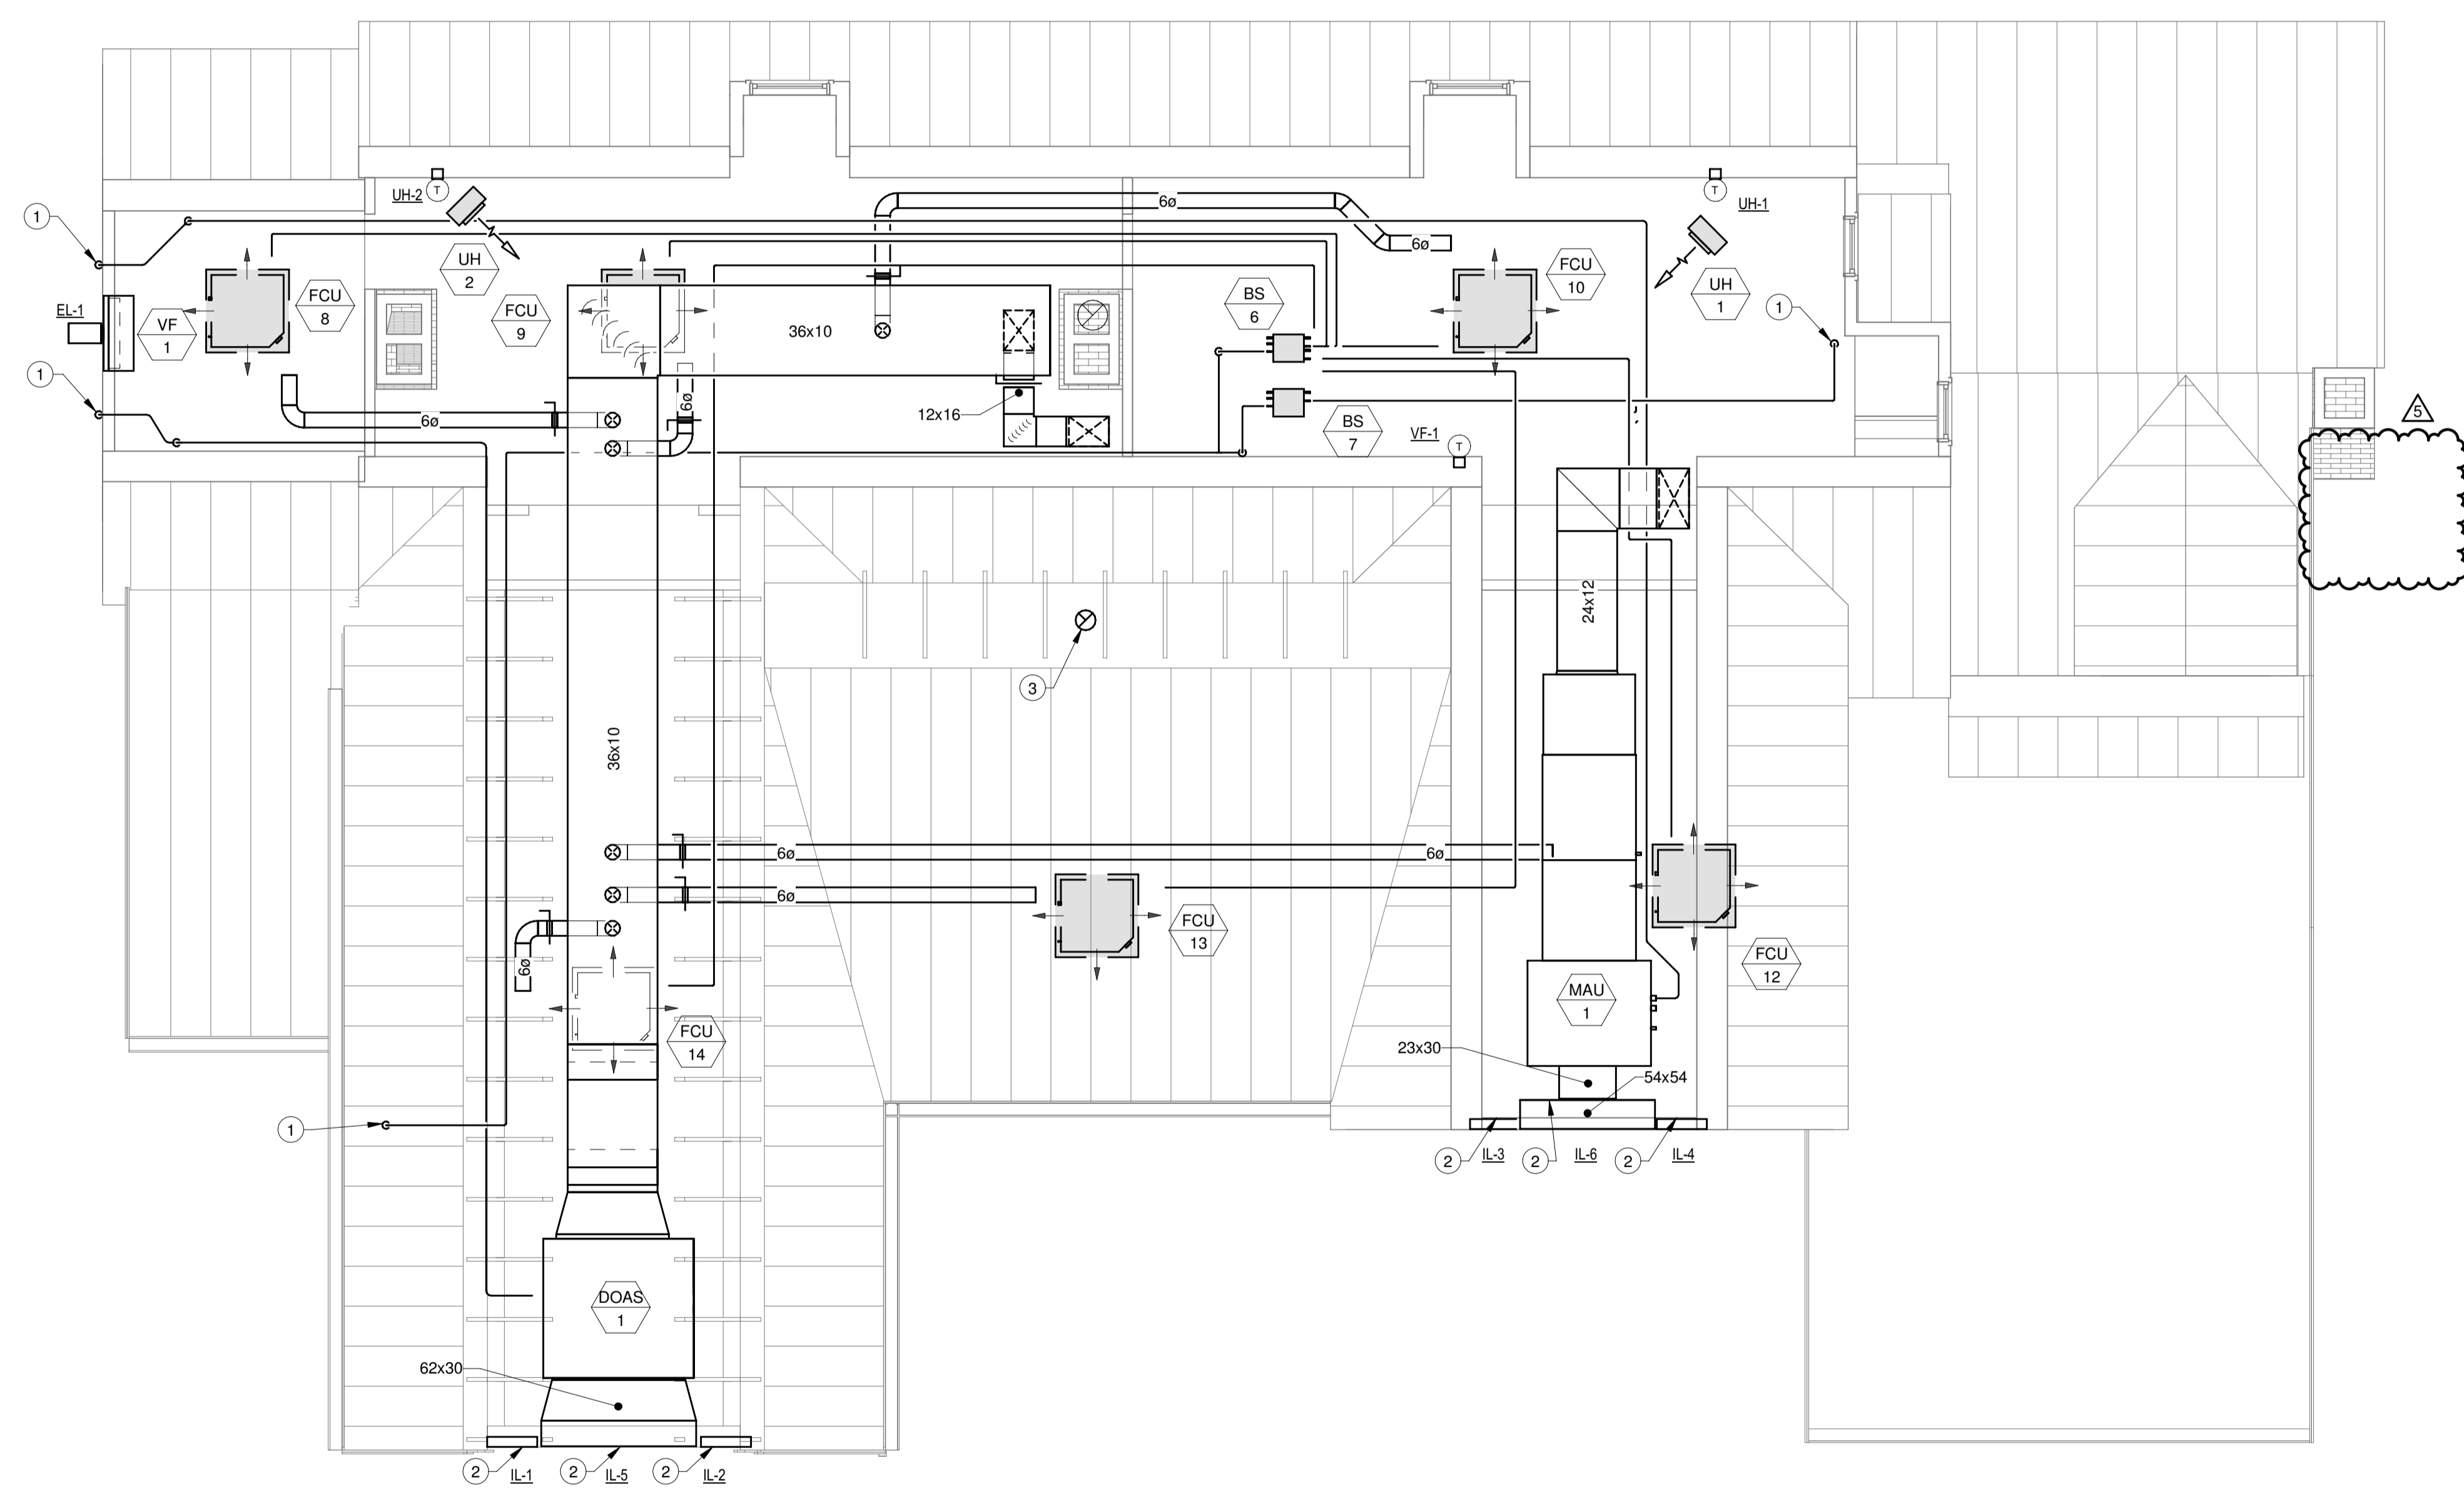 UH-2
T
T
UH-1
6ø
1
6ø
UH
2
FCU
10
UH
1
FCU
8
BS
6
EL-1
VF
1
FCU
9
1
36x10
1
12x16
6ø
6ø
BS
7
VF-1
T
5
24x12
3
36x10
6ø
6ø
6ø
FCU
13
6ø
FCU
12
MAU
1
FCU
14
23x30
54x54
1
2
IL-3
2
IL-6
2
IL-4
DOAS
1
62x30
2
IL-1
2
IL-5
2
IL-2